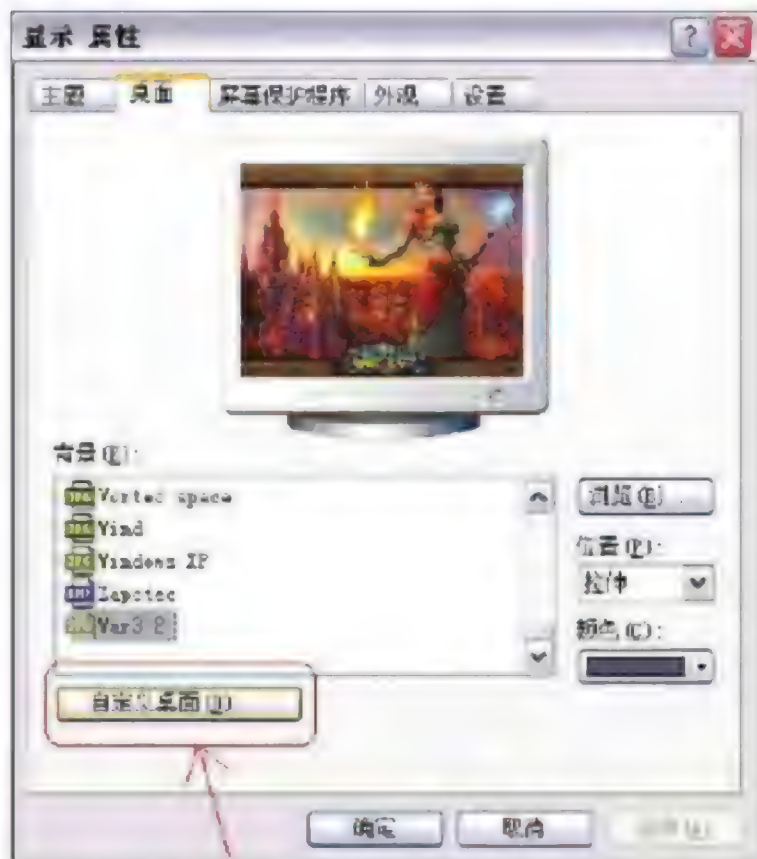 显示 属性
主题 桌面 屏幕保护程序 外观 设置
背景(K):
Vortec space
Wind
Windows XP
Zapotec
War3
浏览(B)...
位置(P):
拉伸
颜色(C):
自定义桌面(D)
确定 取消